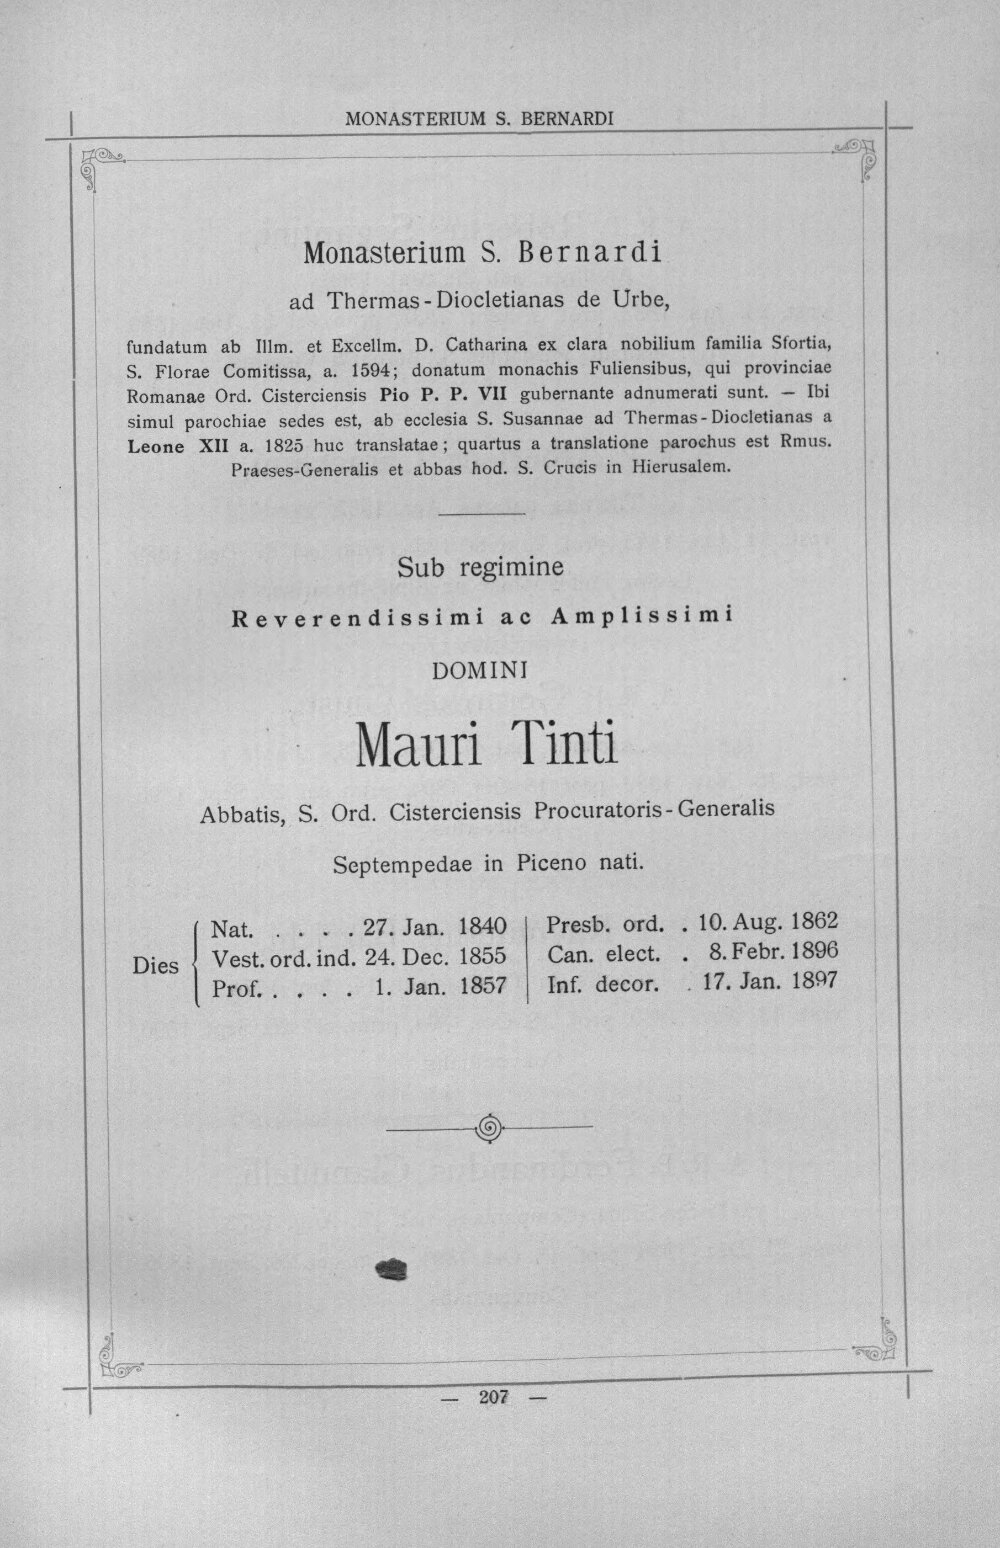 MONASTERIUM S. BERNARDI
Monasterium S. Bernardi
ad Thermas-Diocletianas de Urbe,
fundatum ab Illm. et Excellm. D. Catharina ex clara nobilium familia Sfortia,
S. Florae Comitissa, a. 1594; donatum monachis Fuliensibus, qui provinciae
Romanae Ord. Cisterciensis Pio P. P. VII gubernante adnumerati sunt. — Ibi
simul parochiae sedes est, ab ecclesia S. Susannae ad Thermas-Diocletianas a
Leone XII a. 1825 huc translatae; quartus a translatione parochus est Rmus.
Praeses-Generalis et abbas hod. S. Crucis in Hierusalem.
Sub regimine
Reverendissimi ac Amplissimi
DOMINI
Mauri Tinti
Abbatis, S. Ord. Cisterciensis Procuratoris-Generalis
Septempedae in Piceno nati.
Dies
Nat. . . . . 27. Jan. 1840
Vest. ord. ind. 24. Dec. 1855
Prof. . . . . 1. Jan. 1857
Presb. ord. . 10. Aug. 1862
Can. elect. . 8. Febr. 1896
Inf. decor. . 17. Jan. 1897
— 207 —